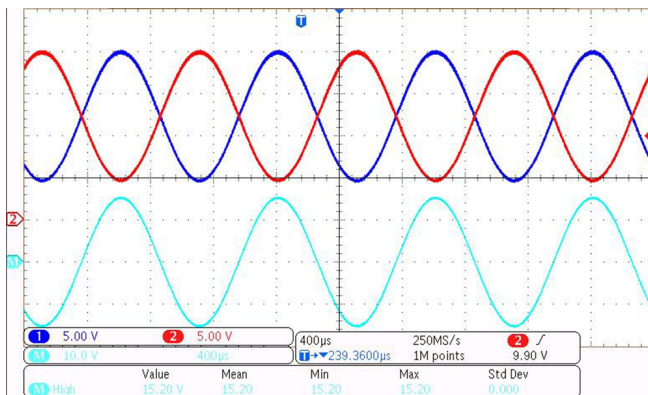 T
2
M
1 5.00 V 2 5.00 V
M 10.0 V 400µs
400µs 250MS/s 2
T→▼239.3600µs 1M points 9.90 V
Value Mean Min Max Std Dev
M High 15.20 V 15.20 15.20 15.20 0.000